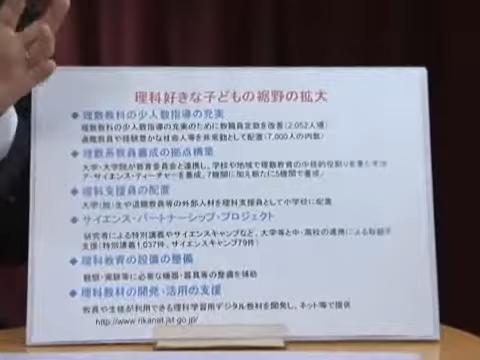 理科好きな子どもの裾野の拡大
◆ 理数教科の少人数指導の充実
理数教科の少人数指導の充実のために教職員定数を改善(2,052人増)
退職教員や経験豊かな社会人等を非常勤として配置(7,000人の内数)
◆ 理数系教員養成の拠点構築
大学・大学院が教育委員会と連携し、学校や地域で理数教育の中核的役割りを果たすコア・サイエンス・ティーチャーを養成。7機関に加え新たに5機関で養成
◆ 理科支援員の配置
大学(院)生や退職教員等の外部人材を理科支援員として小学校に配置
◆ サイエンス・パートナーシップ・プロジェクト
研究者による特別講義やサイエンスキャンプなど、大学等と中・高校の連携による取組を
支援(特別講義1,037件、サイエンスキャンプ79件)
◆ 理科教育の設備の整備
観察・実験等に必要な機器・器具等の整備を補助
◆ 理科教材の開発・活用の支援
教員や生徒が利用できる理科学習用デジタル教材を開発し、ネット等で提供
http://www.rikanet.jst.go.jp/